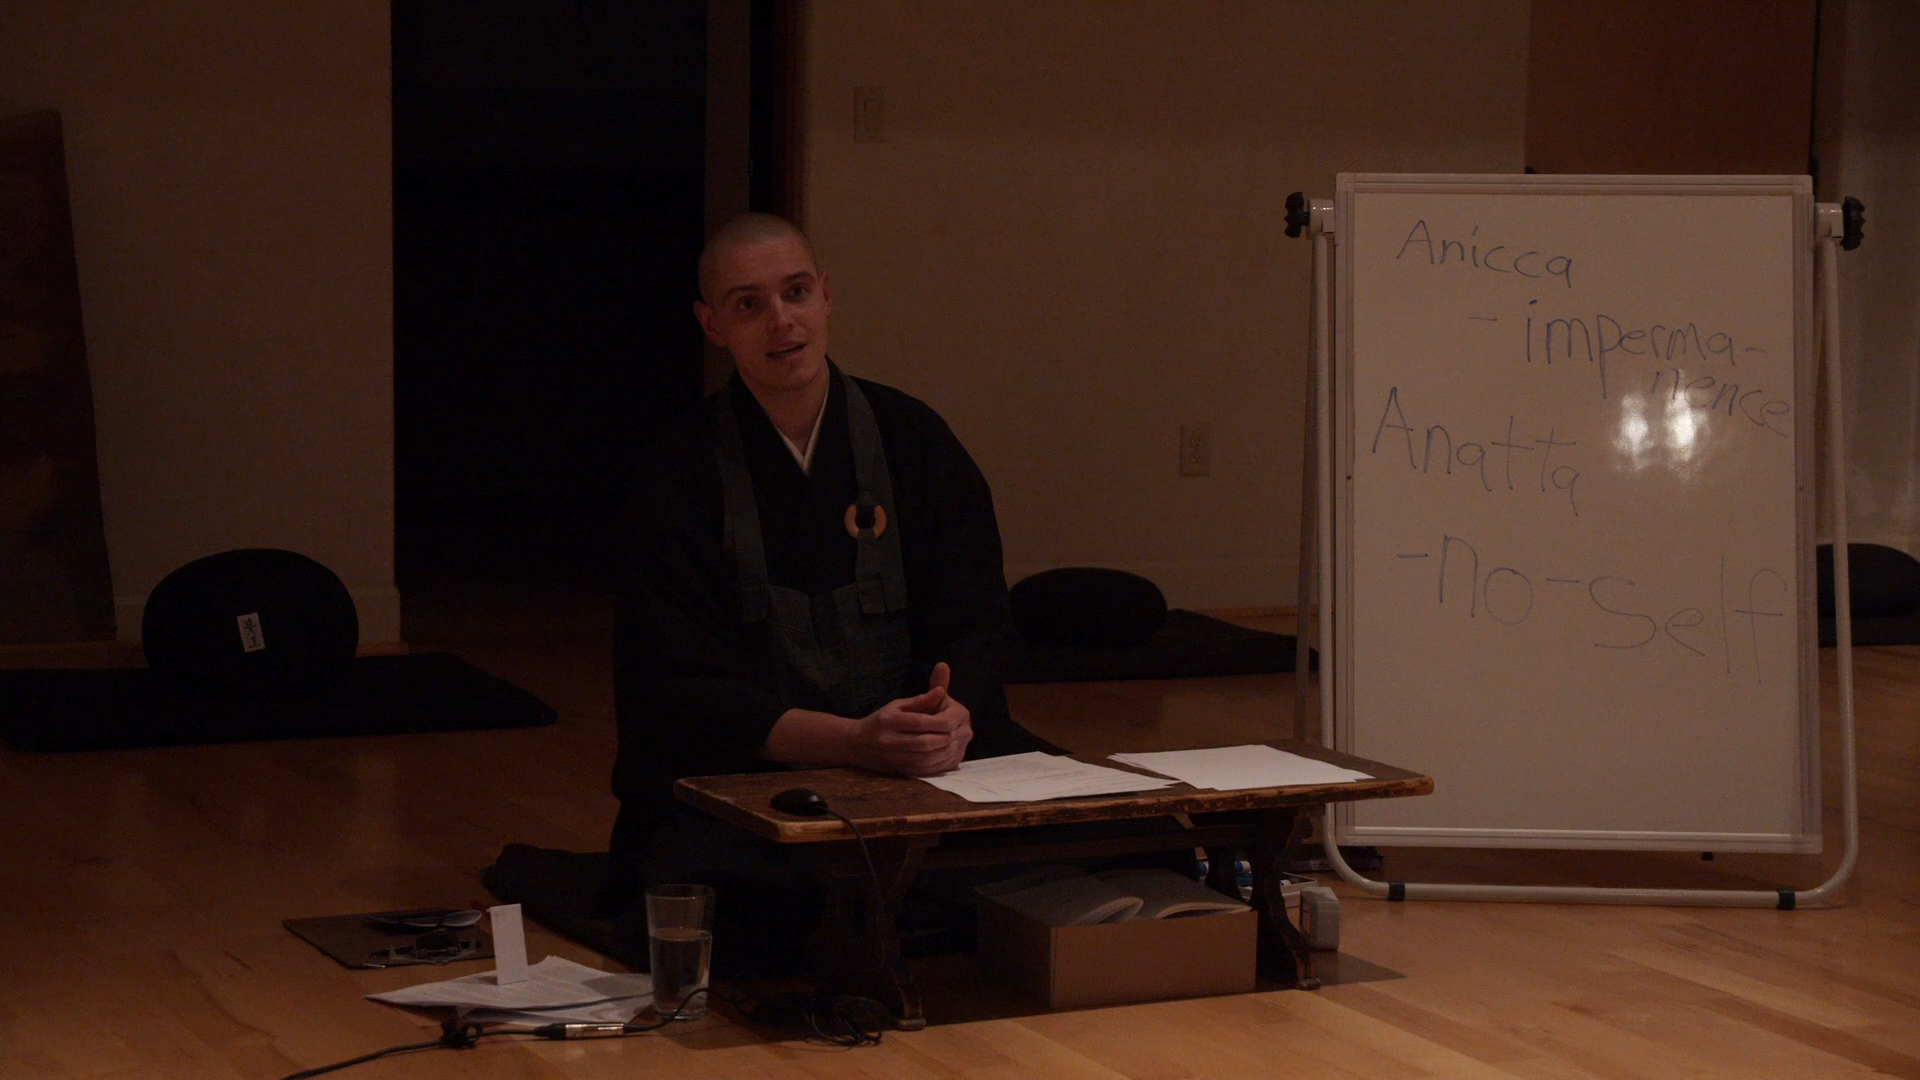 Anicca
- imperma-
nence
Anatta
- no-self